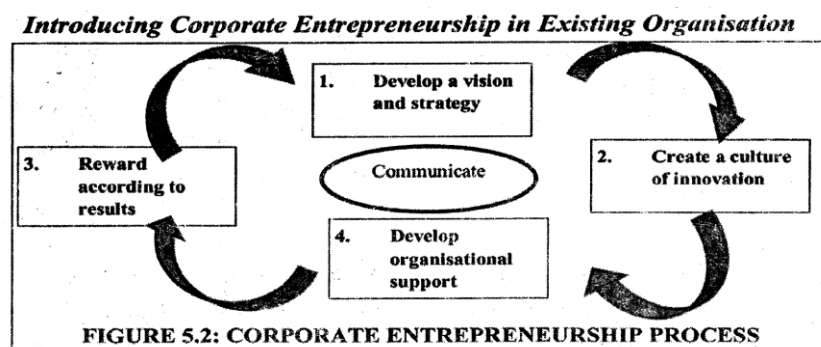 Introducing Corporate Entrepreneurship in Existing Organisation
1. Develop a vision
and strategy
3. Reward
according to
results
Communicate
2. Create a culture
of innovation
4. Develop
organisational
support
FIGURE 5.2: CORPORATE ENTREPRENEURSHIP PROCESS